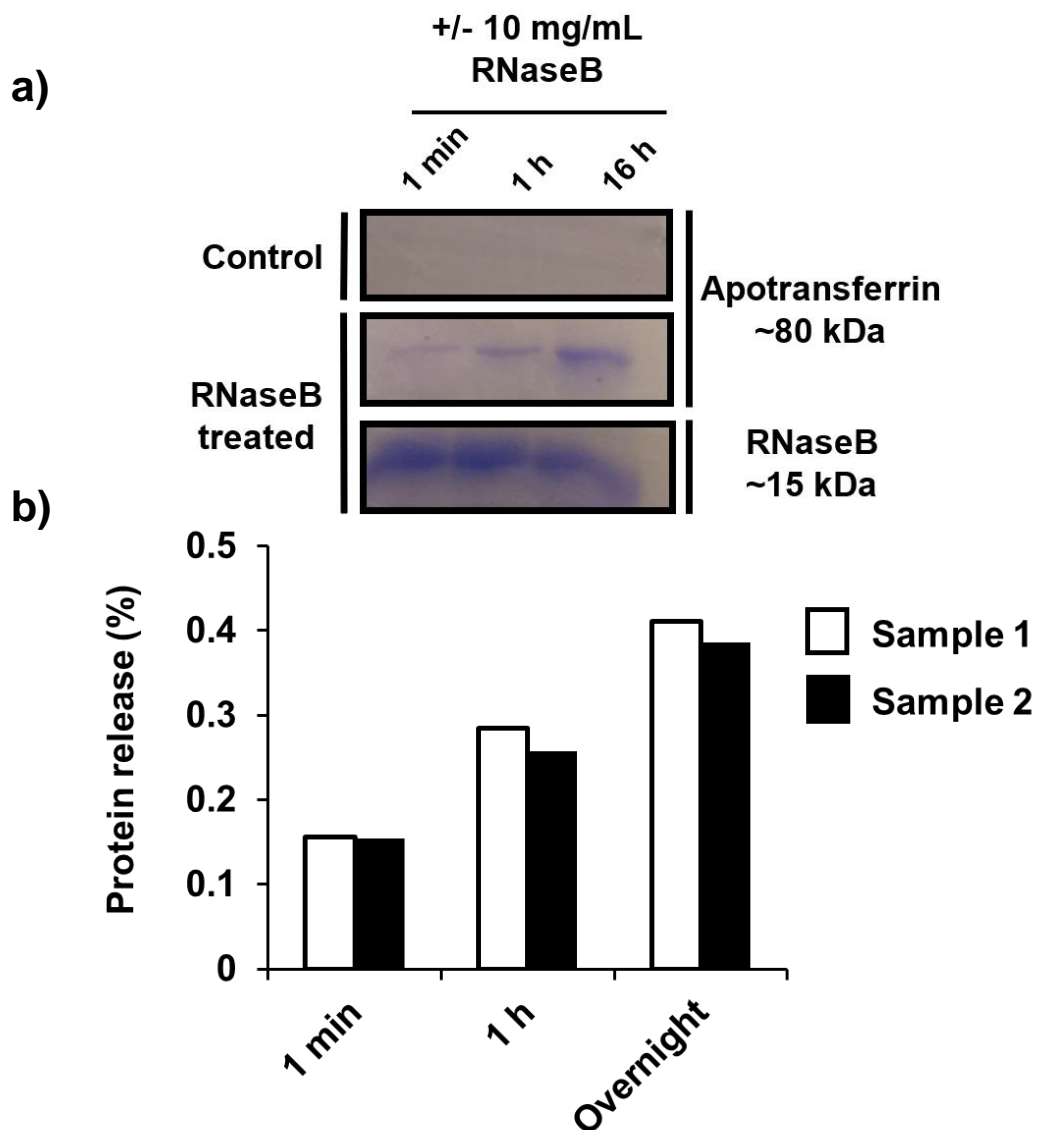 +/- 10 mg/mL
RNaseB
a)
1 min
1 h
16 h
Control
Apotransferrin
~80 kDa
RNaseB
treated
RNaseB
~15 kDa
b)
0.5
0.4
0.3
0.2
0.1
0
Protein release (%)
Sample 1
Sample 2
1 min
1 h
Overnight